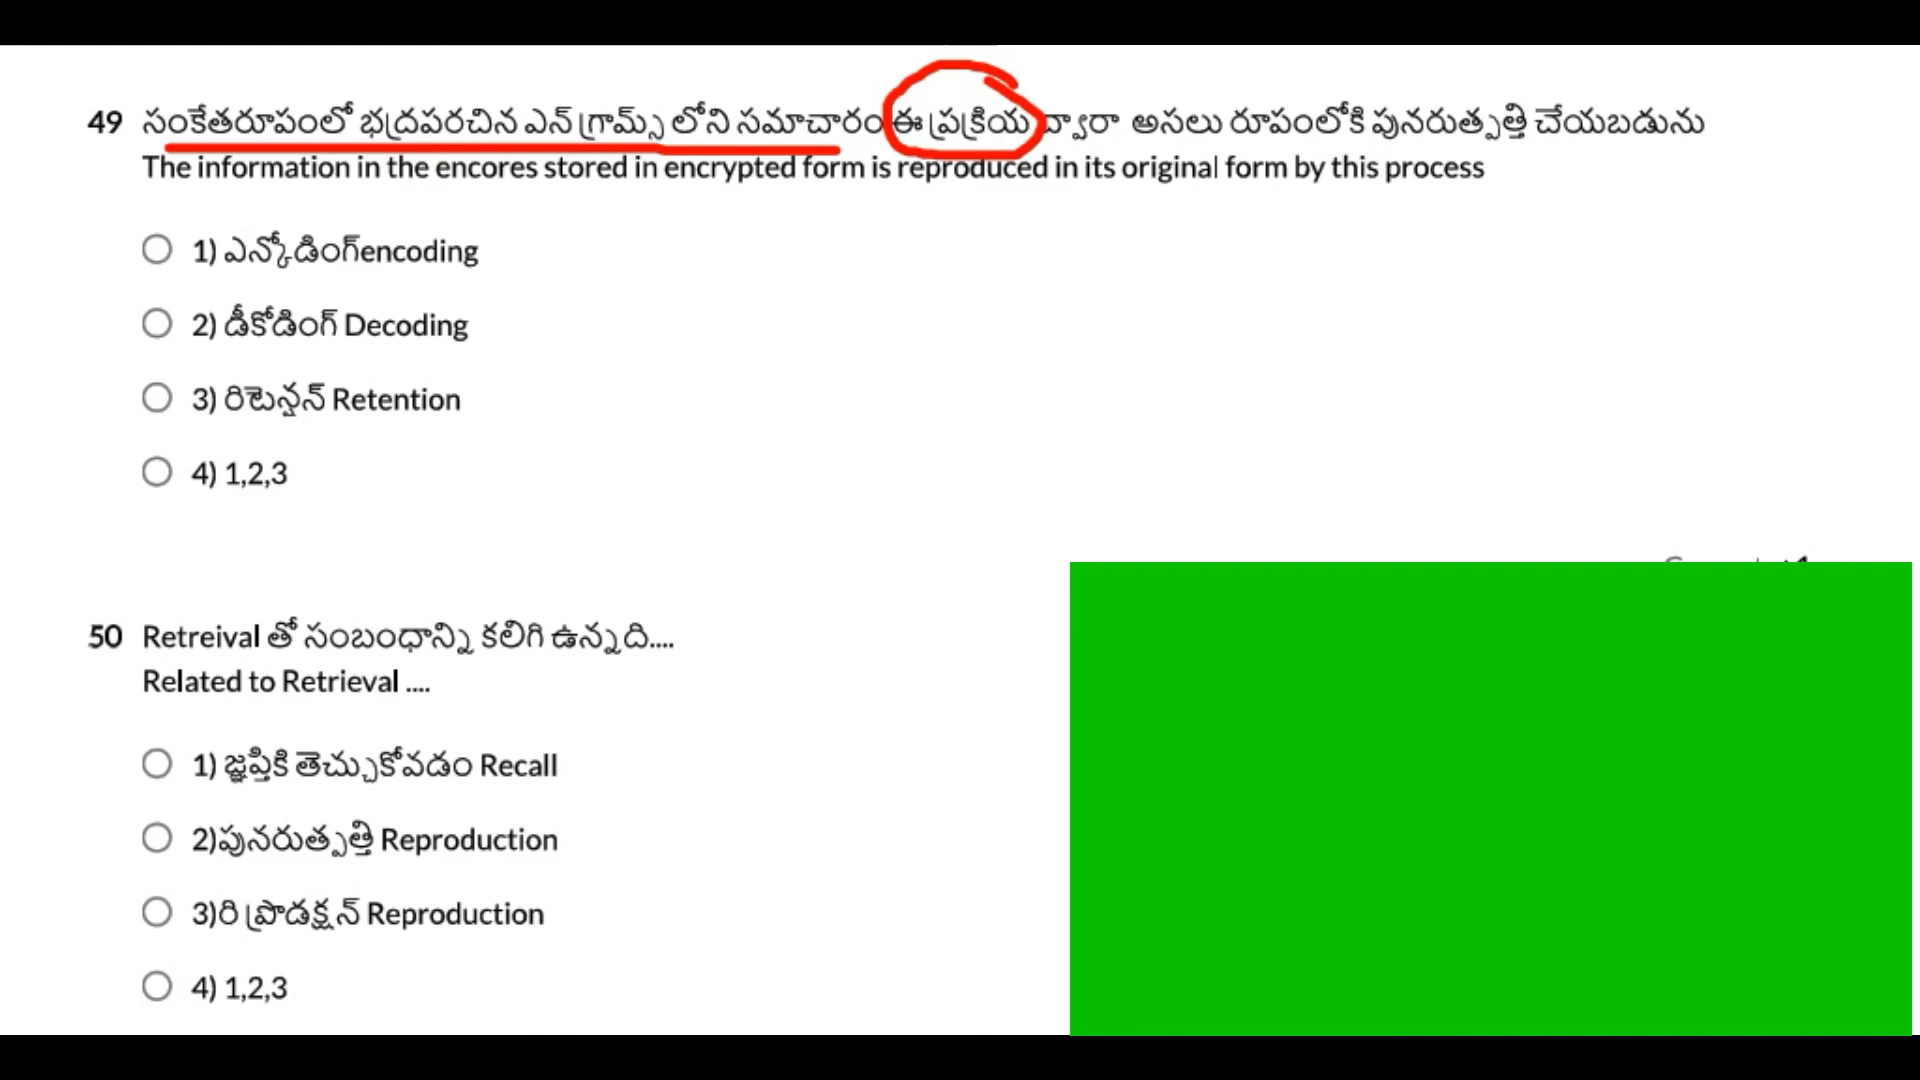 49 సంకేతరూపంలో భద్రపరచిన ఎన్ గ్రామ్స్ లోని సమాచారం ఈ ప్రక్రియ ద్వారా అసలు రూపంలోకి పునరుత్పత్తి చేయబడును
The information in the encores stored in encrypted form is reproduced in its original form by this process
1) ఎన్కోడింగ్encoding
2) డీకోడింగ్ Decoding
3) రిటెన్షన్ Retention
4) 1,2,3
50 Retreival తో సంబంధాన్ని కలిగి ఉన్నది....
Related to Retrieval ....
1) జ్ఞప్తికి తెచ్చుకోవడం Recall
2)పునరుత్పత్తి Reproduction
3)రి ప్రొడక్షన్ Reproduction
4) 1,2,3